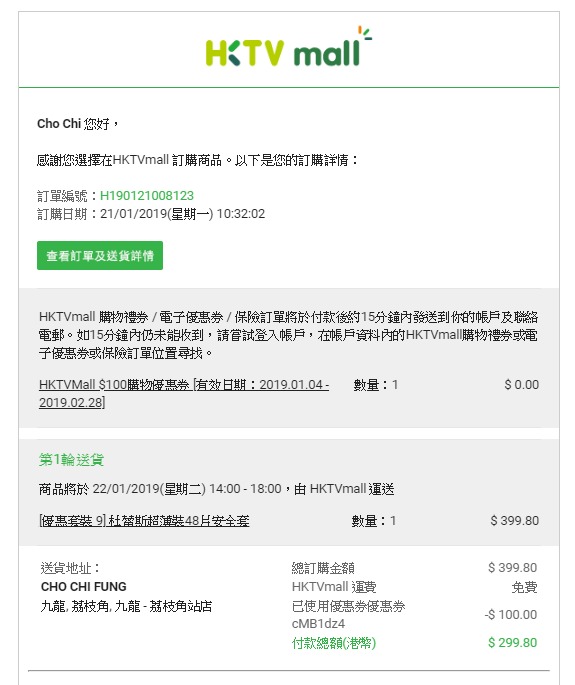 HKTV mall
Cho Chi 您好，
感謝您選擇在HKTVmall 訂購商品。以下是您的訂購詳情：
訂單編號：H190121008123
訂購日期：21/01/2019(星期一) 10:32:02
查看訂單及送貨詳情
HKTVmall 購物禮券 / 電子優惠券 / 保險訂單將於付款後約15分鐘內發送到你的帳戶及聯絡
電郵。如15分鐘內仍未能收到，請嘗試登入帳戶，在帳戶資料內的HKTVmall購物禮券或電
子優惠券或保險訂單位置尋找。
HKTVMall $100購物優惠券 [有效日期：2019.01.04 - 數量：1 $ 0.00
2019.02.28]
第1輪送貨
商品將於 22/01/2019(星期二) 14:00 - 18:00，由 HKTVmall 運送
[優惠套裝 9] 杜蕾斯超薄裝48片安全套 數量：1 $ 399.80
送貨地址： 總訂購金額 $ 399.80
CHO CHI FUNG HKTVmall 運費 免費
九龍, 荔枝角, 九龍 - 荔枝角站店 已使用優惠券優惠券 -$ 100.00
cMB1dz4
付款總額(港幣) $ 299.80